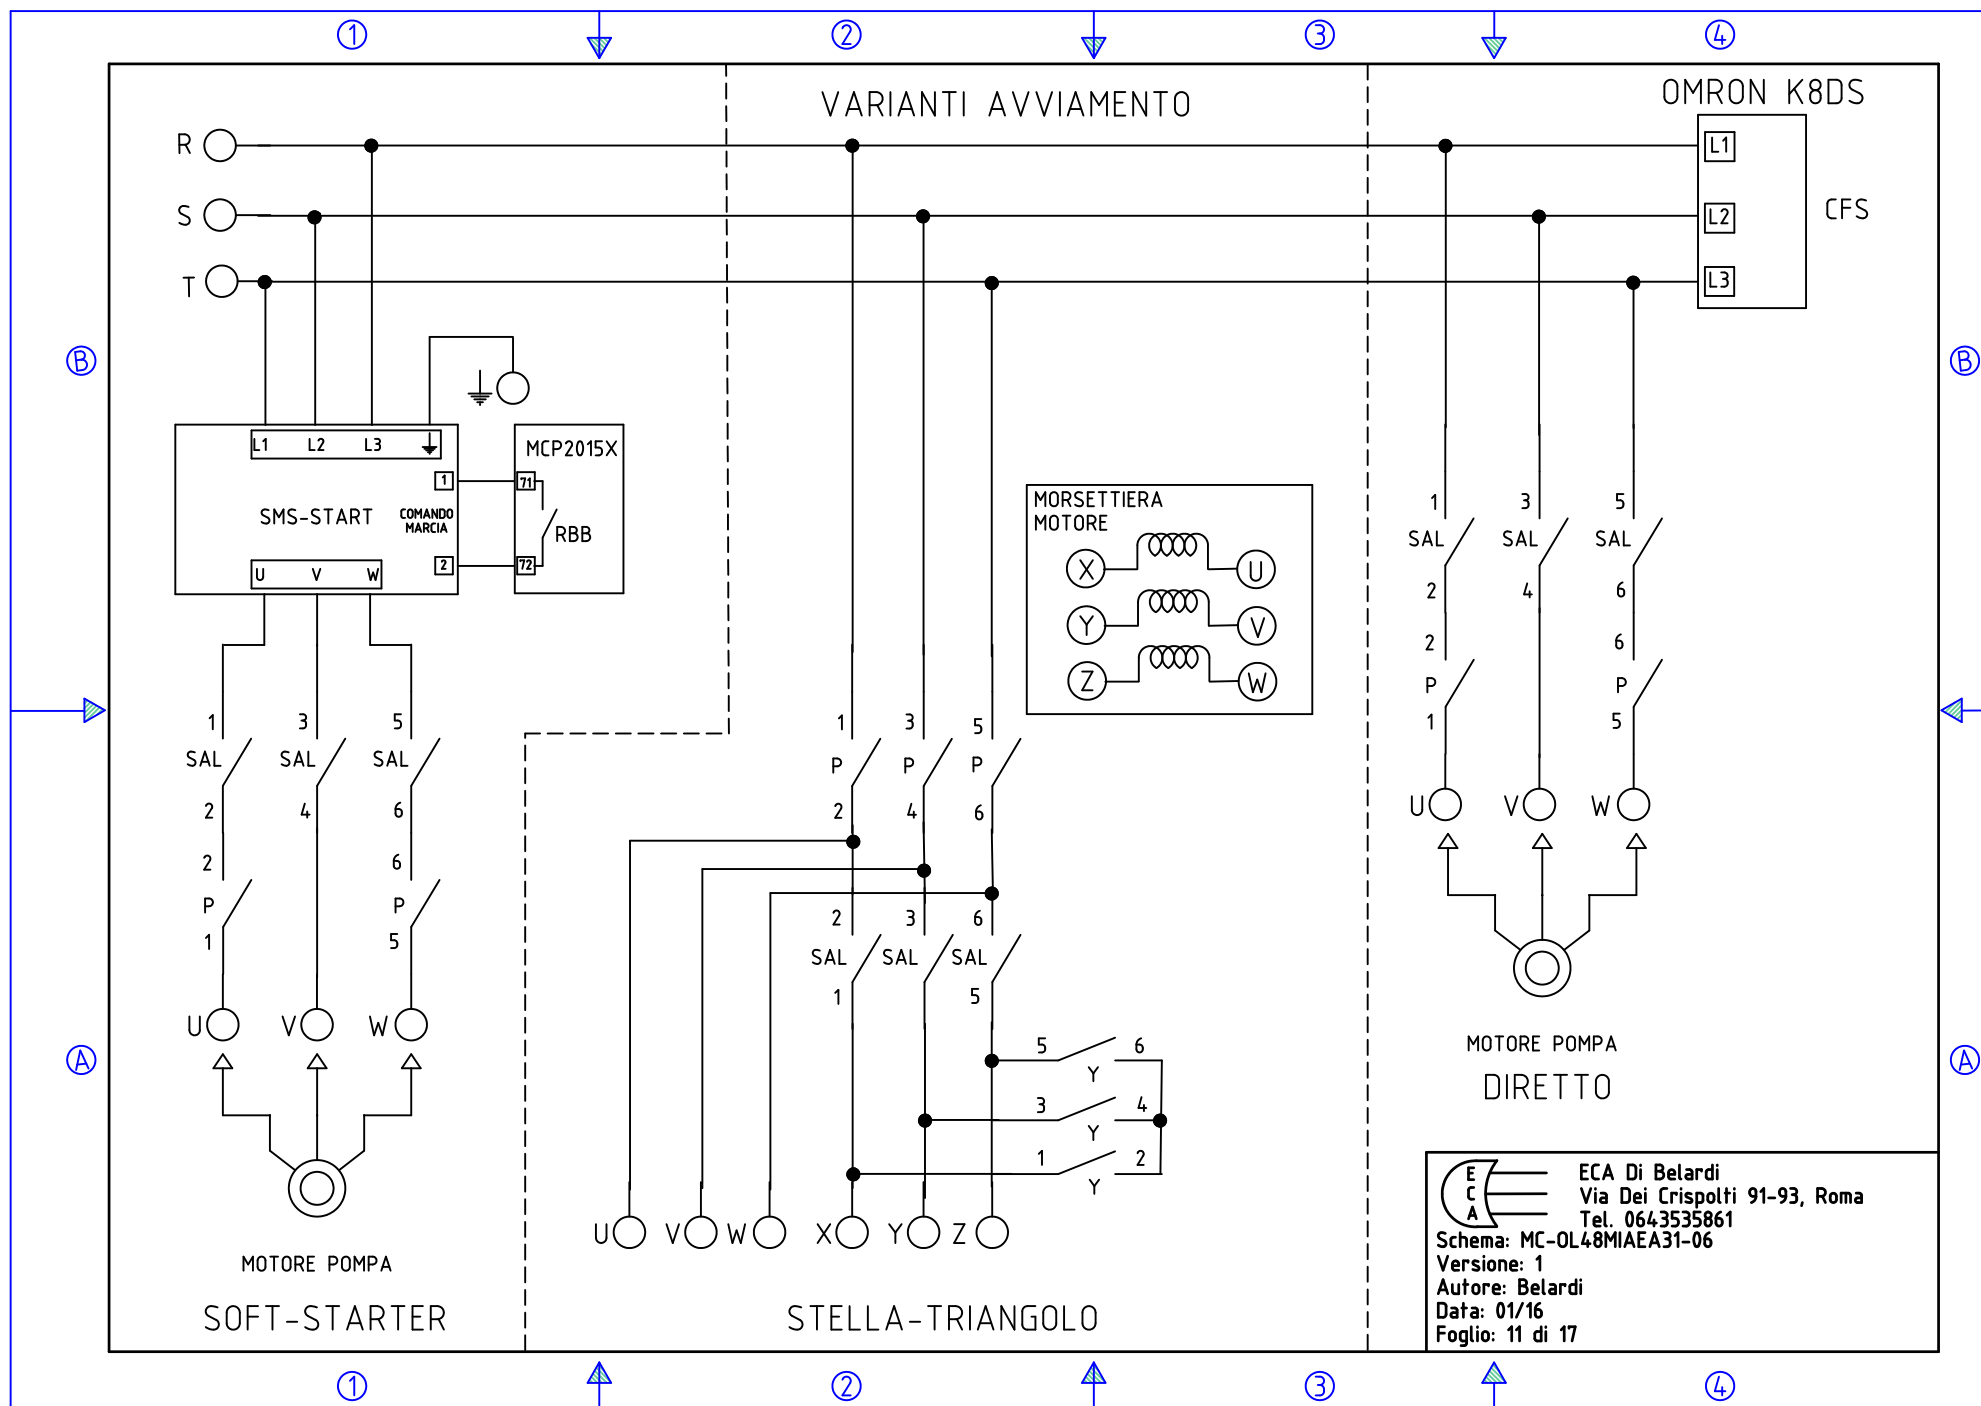 1 2 3 4
VARIANTI AVVIAMENTO
OMRON K8DS
R
L1
S
L2
CFS
T
L3
B B
L1 L2 L3
MCP2015X
1
71
SMS-START
COMANDO
MARCIA
RBB
2
72
U V W
MORSETTIERA
MOTORE
X U
Y V
Z W
1 3 5
SAL SAL SAL
2 4 6
2 6
P P
1 5
U V W
MOTORE POMPA
DIRETTO
1 3 5
SAL SAL SAL
2 4 6
2 6
P P
1 5
U V W
MOTORE POMPA
SOFT-STARTER
1 3 5
P P P
2 4 6
2 3 6
SAL SAL SAL
1 5
5 6
Y
3 4
Y
1 2
Y
U V W X Y Z
STELLA-TRIANGOLO
A A
E
C
A
ECA Di Belardi
Via Dei Crispolti 91-93, Roma
Tel. 0643535861
Schema: MC-OL48MIAEA31-06
Versione: 1
Autore: Belardi
Data: 01/16
Foglio: 11 di 17
1 2 3 4